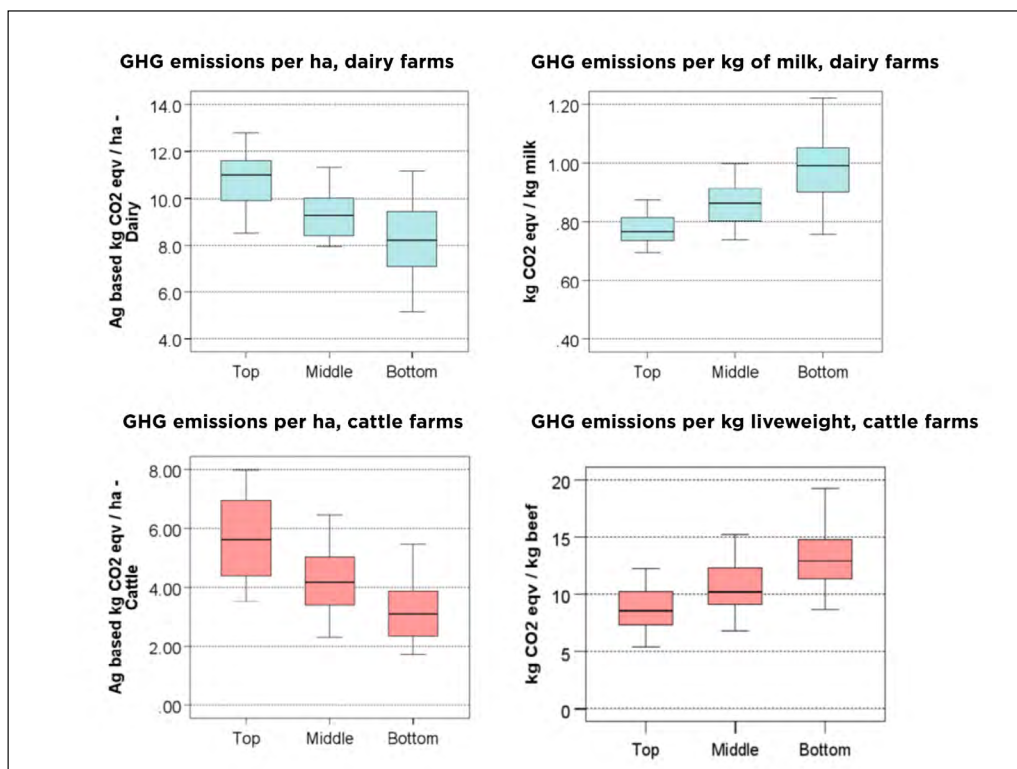 GHG emissions per ha, dairy farms
Ag based kg CO2 eqv / ha -
Dairy
14.0
12.0
10.0
8.0
6.0
4.0
Top Middle Bottom
GHG emissions per kg of milk, dairy farms
kg CO2 eqv / kg milk
1.20
1.00
.80
.60
.40
Top Middle Bottom
GHG emissions per ha, cattle farms
Ag based kg CO2 eqv / ha -
Cattle
8.00
6.00
4.00
2.00
.00
Top Middle Bottom
GHG emissions per kg liveweight, cattle farms
kg CO2 eqv / kg beef
20
15
10
5
0
Top Middle Bottom